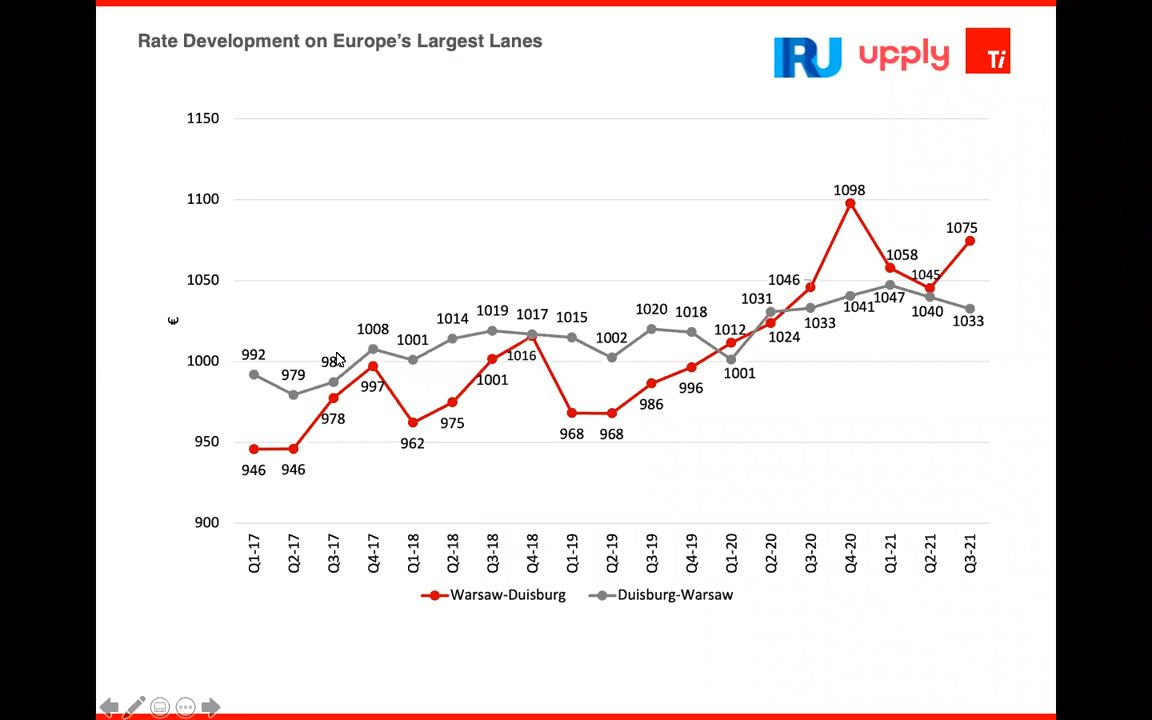 Rate Development on Europe's Largest Lanes
IRU upply Ti
1150
1100
1050
1000
950
900
€
992 979 1008 1001 1014 1019 1017 1015 1002 1020 1018 1001 1031 1033 1041 1047 1040 1033
946 946 978 997 962 975 1001 1016 968 968 986 996 1012 1024 1046 1098 1058 1045 1075
Q1-17 Q2-17 Q3-17 Q4-17 Q1-18 Q2-18 Q3-18 Q4-18 Q1-19 Q2-19 Q3-19 Q4-19 Q1-20 Q2-20 Q3-20 Q4-20 Q1-21 Q2-21 Q3-21
Warsaw-Duisburg Duisburg-Warsaw